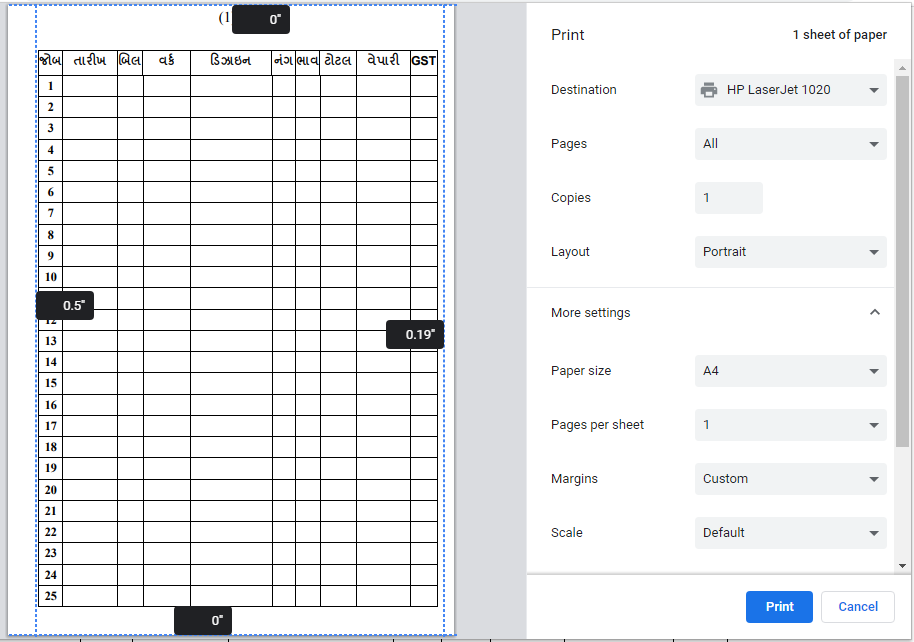 (1
0"
જોબ તારીખ બિલ વર્ક ડિઝાઇન નંગ ભાવ ટોટલ વેપારી GST
1
2
3
4
5
6
7
8
9
10
0.5"
12
0.19"
13
14
15
16
17
18
19
20
21
22
23
24
25
0"
Print 1 sheet of paper
Destination HP LaserJet 1020
Pages All
Copies 1
Layout Portrait
More settings
Paper size A4
Pages per sheet 1
Margins Custom
Scale Default
Print Cancel